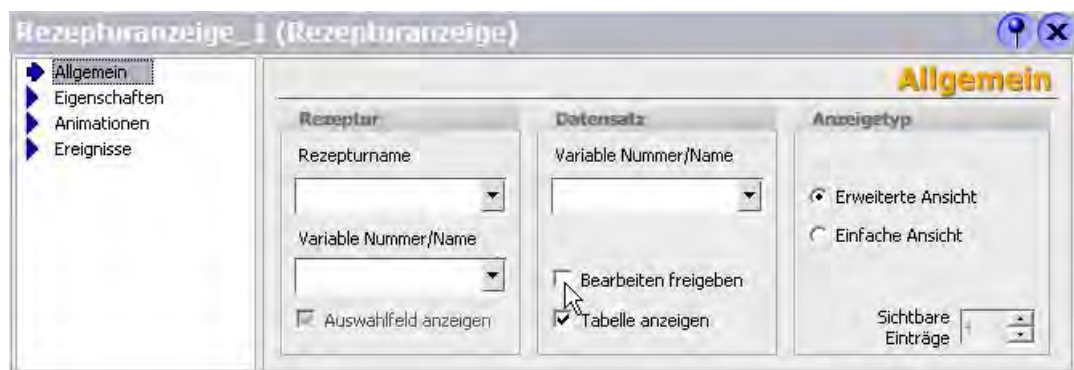 Rezepturanzeige_1 (Rezepturanzeige)
Allgemein
Eigenschaften
Animationen
Ereignisse
Allgemein
Rezeptur
Rezepturname
Variable Nummer/Name
Auswahlfeld anzeigen
Datensatz
Variable Nummer/Name
Bearbeiten freigeben
Tabelle anzeigen
Anzeigetyp
Erweiterte Ansicht
Einfache Ansicht
Sichtbare
Einträge